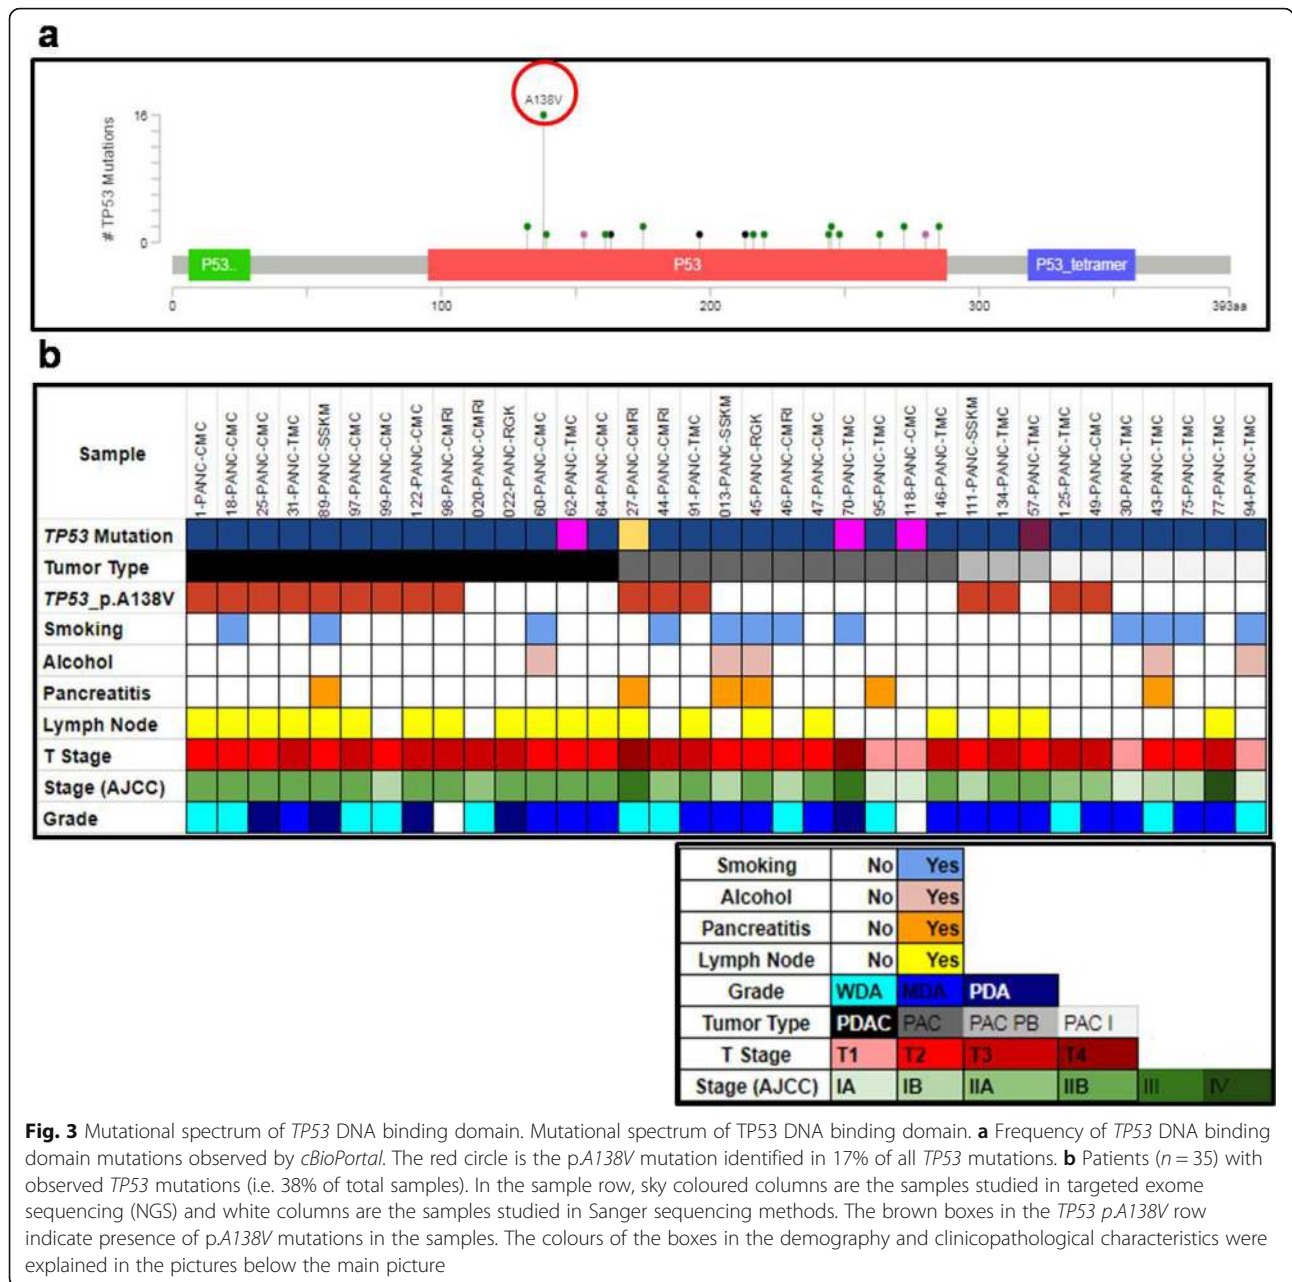 a
A138V
16
0
# TP53 Mutations
P53..
P53
P53_tetramer
0
100
200
300
393aa
b
Sample
1-PANC-CMC
18-PANC-CMC
25-PANC-CMC
31-PANC-TMC
89-PANC-SSKM
97-PANC-CMC
99-PANC-CMC
122-PANC-CMC
98-PANC-CMRI
020-PANC-CMRI
022-PANC-RGK
60-PANC-CMC
62-PANC-TMC
64-PANC-CMC
27-PANC-CMRI
44-PANC-CMRI
91-PANC-TMC
013-PANC-SSKM
45-PANC-RGK
46-PANC-CMRI
47-PANC-CMC
70-PANC-TMC
95-PANC-TMC
118-PANC-CMC
146-PANC-TMC
111-PANC-SSKM
134-PANC-TMC
57-PANC-TMC
125-PANC-TMC
49-PANC-CMC
30-PANC-TMC
43-PANC-TMC
75-PANC-TMC
77-PANC-TMC
94-PANC-TMC
TP53 Mutation
Tumor Type
TP53_p.A138V
Smoking
Alcohol
Pancreatitis
Lymph Node
T Stage
Stage (AJCC)
Grade
Smoking No Yes
Alcohol No Yes
Pancreatitis No Yes
Lymph Node No Yes
Grade WDA MDA PDA
Tumor Type PDAC PAC PAC PB PAC I
T Stage T1 T2 T3 T4
Stage (AJCC) IA IB IIA IIB III IV
Fig. 3 Mutational spectrum of TP53 DNA binding domain. Mutational spectrum of TP53 DNA binding domain. a Frequency of TP53 DNA binding
domain mutations observed by cBioPortal. The red circle is the p.A138V mutation identified in 17% of all TP53 mutations. b Patients (n = 35) with
observed TP53 mutations (i.e. 38% of total samples). In the sample row, sky coloured columns are the samples studied in targeted exome
sequencing (NGS) and white columns are the samples studied in Sanger sequencing methods. The brown boxes in the TP53 p.A138V row
indicate presence of p.A138V mutations in the samples. The colours of the boxes in the demography and clinicopathological characteristics were
explained in the pictures below the main picture